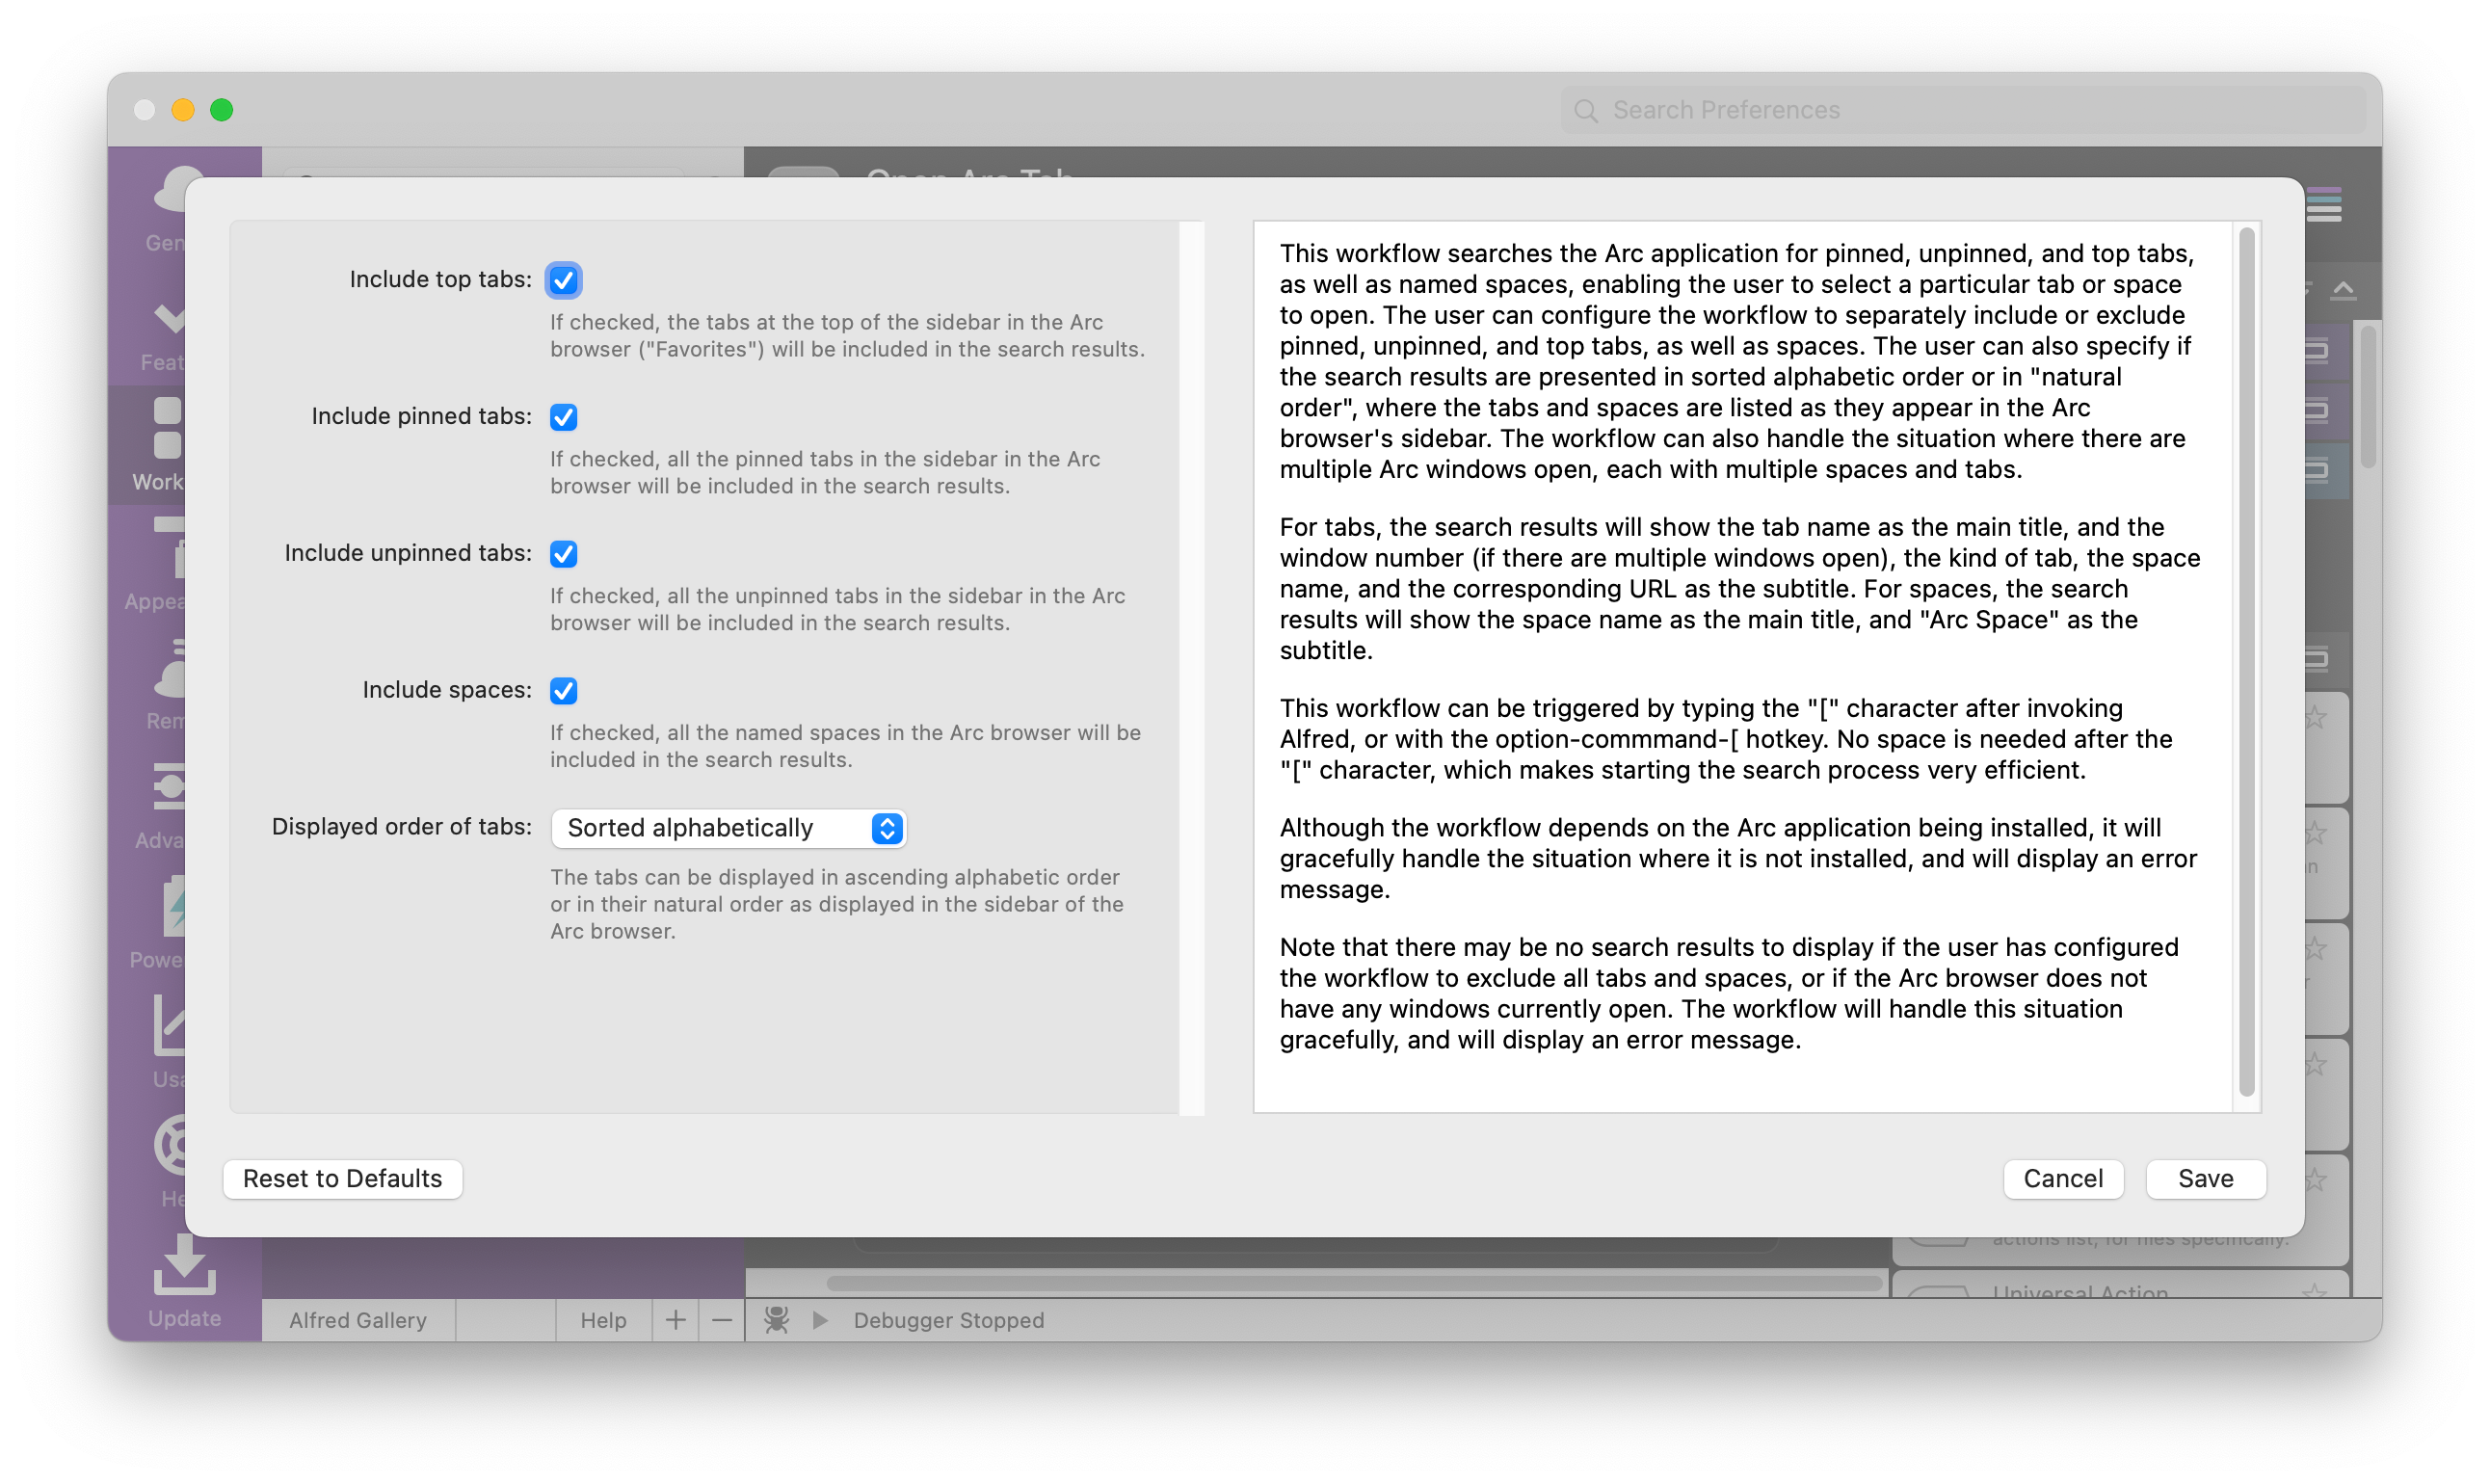 Search Preferences
Open Arc Tab
Gen
Feat
Work
Appea
Rem
Adva
Power
Usa
He
Update
Include top tabs:
If checked, the tabs at the top of the sidebar in the Arc
browser ("Favorites") will be included in the search results.
Include pinned tabs:
If checked, all the pinned tabs in the sidebar in the Arc
browser will be included in the search results.
Include unpinned tabs:
If checked, all the unpinned tabs in the sidebar in the Arc
browser will be included in the search results.
Include spaces:
If checked, all the named spaces in the Arc browser will be
included in the search results.
Displayed order of tabs: Sorted alphabetically
The tabs can be displayed in ascending alphabetic order
or in their natural order as displayed in the sidebar of the
Arc browser.
This workflow searches the Arc application for pinned, unpinned, and top tabs,
as well as named spaces, enabling the user to select a particular tab or space
to open. The user can configure the workflow to separately include or exclude
pinned, unpinned, and top tabs, as well as spaces. The user can also specify if
the search results are presented in sorted alphabetic order or in "natural
order", where the tabs and spaces are listed as they appear in the Arc
browser's sidebar. The workflow can also handle the situation where there are
multiple Arc windows open, each with multiple spaces and tabs.
For tabs, the search results will show the tab name as the main title, and the
window number (if there are multiple windows open), the kind of tab, the space
name, and the corresponding URL as the subtitle. For spaces, the search
results will show the space name as the main title, and "Arc Space" as the
subtitle.
This workflow can be triggered by typing the "[" character after invoking
Alfred, or with the option-commmand-[ hotkey. No space is needed after the
"[" character, which makes starting the search process very efficient.
Although the workflow depends on the Arc application being installed, it will
gracefully handle the situation where it is not installed, and will display an error
message.
Note that there may be no search results to display if the user has configured
the workflow to exclude all tabs and spaces, or if the Arc browser does not
have any windows currently open. The workflow will handle this situation
gracefully, and will display an error message.
Reset to Defaults
Cancel
Save
actions list, for files specifically.
Universal Action
Alfred Gallery
Help
Debugger Stopped